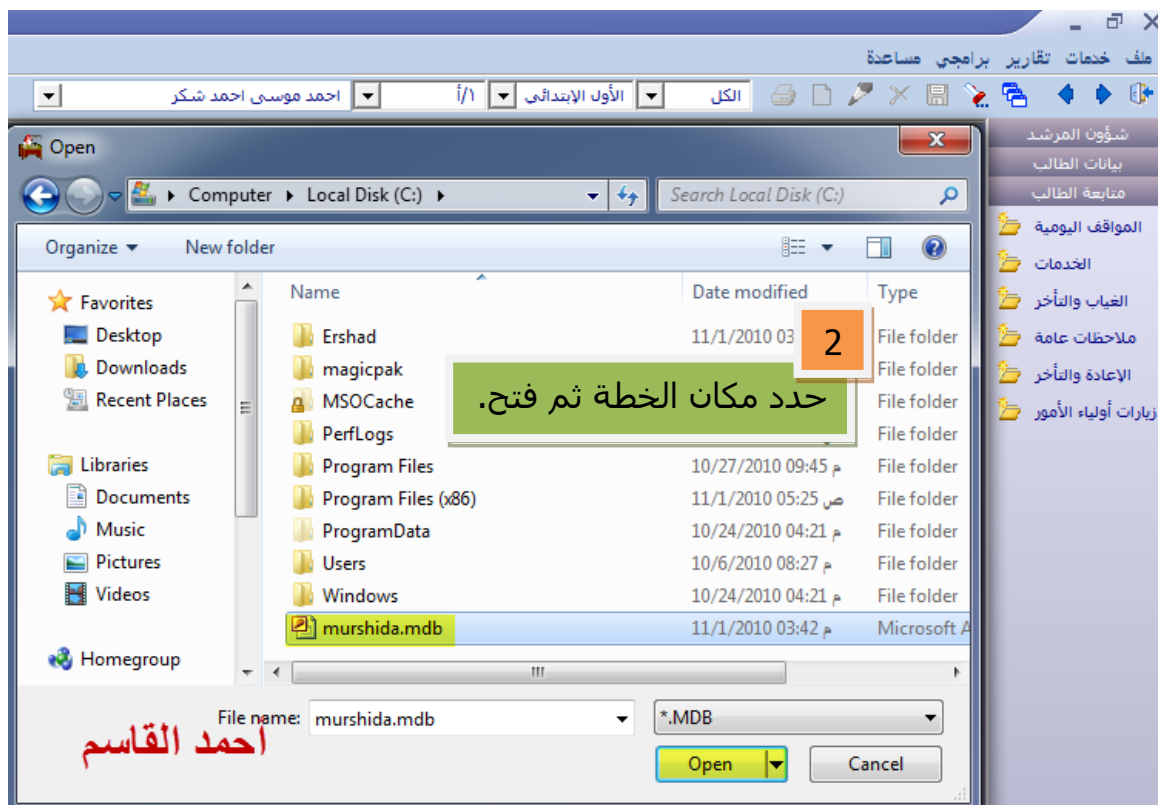 ملف خدمات تقارير برامجي مساعدة
الكل الأول الإبتدائي ١/أ احمد موسى احمد شكر
شؤون المرشد
بيانات الطالب
متابعة الطالب
المواقف اليومية
الخدمات
الغياب والتأخر
ملاحظات عامة
الإعادة والتأخر
زيارات أولياء الأمور
Open
Computer Local Disk (C:) Search Local Disk (C:)
Organize New folder
Favorites
Desktop
Downloads
Recent Places
Libraries
Documents
Music
Pictures
Videos
Homegroup
Name Date modified Type
Ershad 11/1/2010 03 File folder
magicpak File folder
MSOCache File folder
PerfLogs File folder
Program Files 10/27/2010 09:45 م File folder
Program Files (x86) 11/1/2010 05:25 ص File folder
ProgramData 10/24/2010 04:21 م File folder
Users 10/6/2010 08:27 م File folder
Windows 10/24/2010 04:21 م File folder
murshida.mdb 11/1/2010 03:42 م Microsoft A
2
حدد مكان الخطة ثم فتح.
File name: murshida.mdb *.MDB
Open Cancel
أحمد القاسم